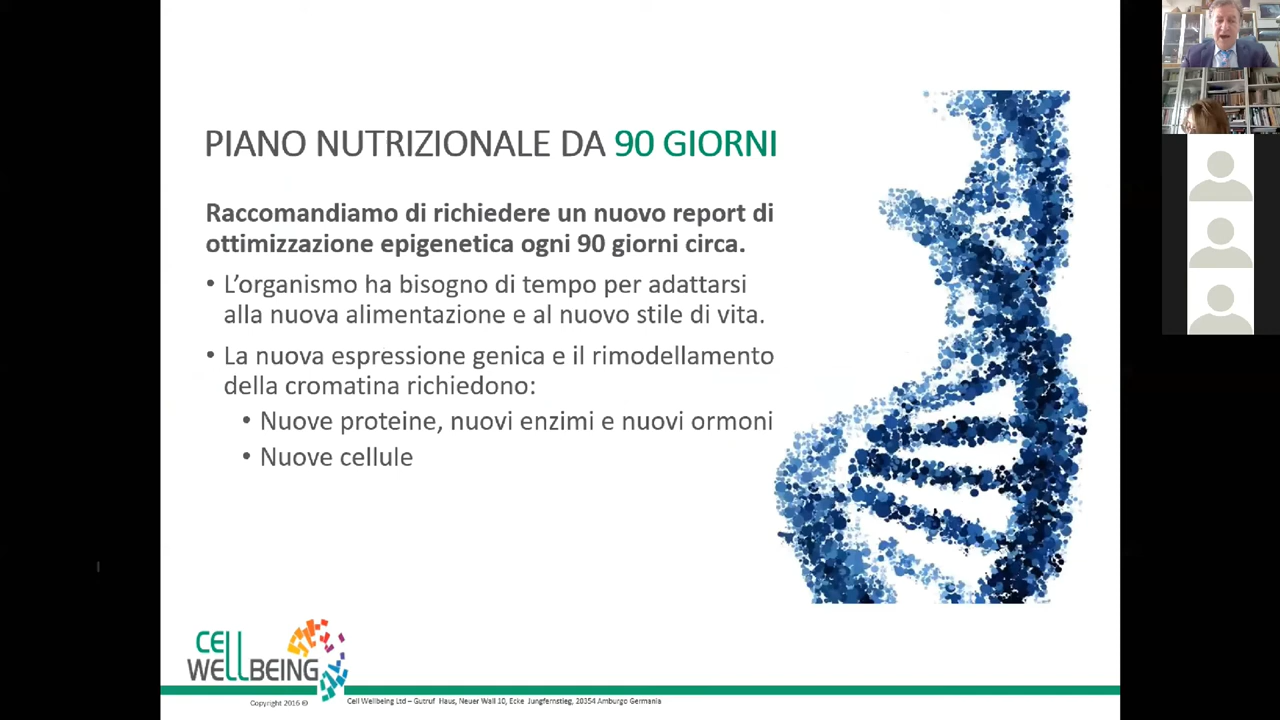 PIANO NUTRIZIONALE DA 90 GIORNI
Raccomandiamo di richiedere un nuovo report di
ottimizzazione epigenetica ogni 90 giorni circa.
• L’organismo ha bisogno di tempo per adattarsi
alla nuova alimentazione e al nuovo stile di vita.
• La nuova espressione genica e il rimodellamento
della cromatina richiedono:
• Nuove proteine, nuovi enzimi e nuovi ormoni
• Nuove cellule
CELL
WELLBEING
Copyright 2016 ©
Cell Wellbeing Ltd – Gutruf Haus, Neuer Wall 10, Ecke Jungfernstieg, 20354 Amburgo Germania